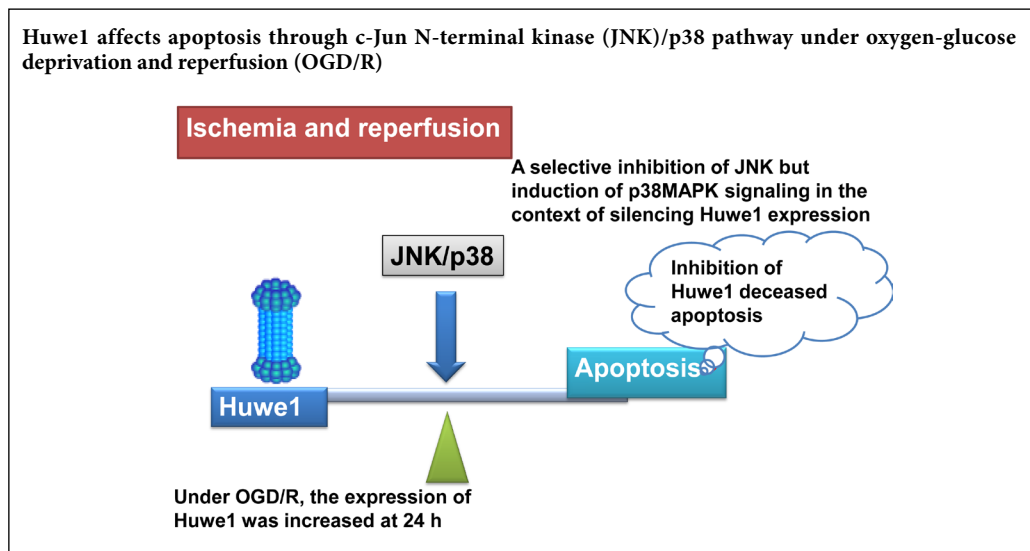 Huwe1 affects apoptosis through c-Jun N-terminal kinase (JNK)/p38 pathway under oxygen-glucose
deprivation and reperfusion (OGD/R)
Ischemia and reperfusion
A selective inhibition of JNK but
induction of p38MAPK signaling in the
context of silencing Huwe1 expression
JNK/p38
Inhibition of
Huwe1 deceased
apoptosis
Apoptosis
Huwe1
Under OGD/R, the expression of
Huwe1 was increased at 24 h